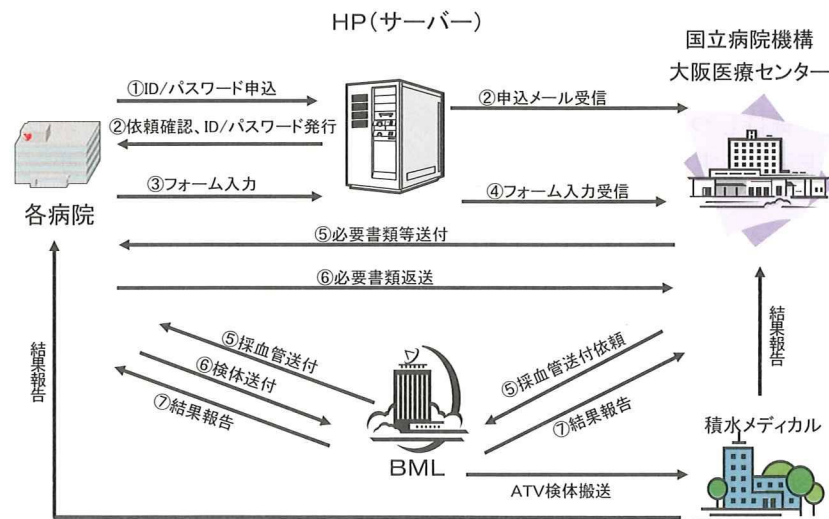 HP(サーバー)
国立病院機構
大阪医療センター
①ID/パスワード申込
②申込メール受信
②依頼確認、ID/パスワード発行
③フォーム入力
④フォーム入力受信
各病院
⑤必要書類等送付
⑥必要書類返送
⑤採血管送付
⑥検体送付
⑦結果報告
⑤採血管送付依頼
⑦結果報告
結果報告
結果報告
BML
積水メディカル
ATV検体搬送